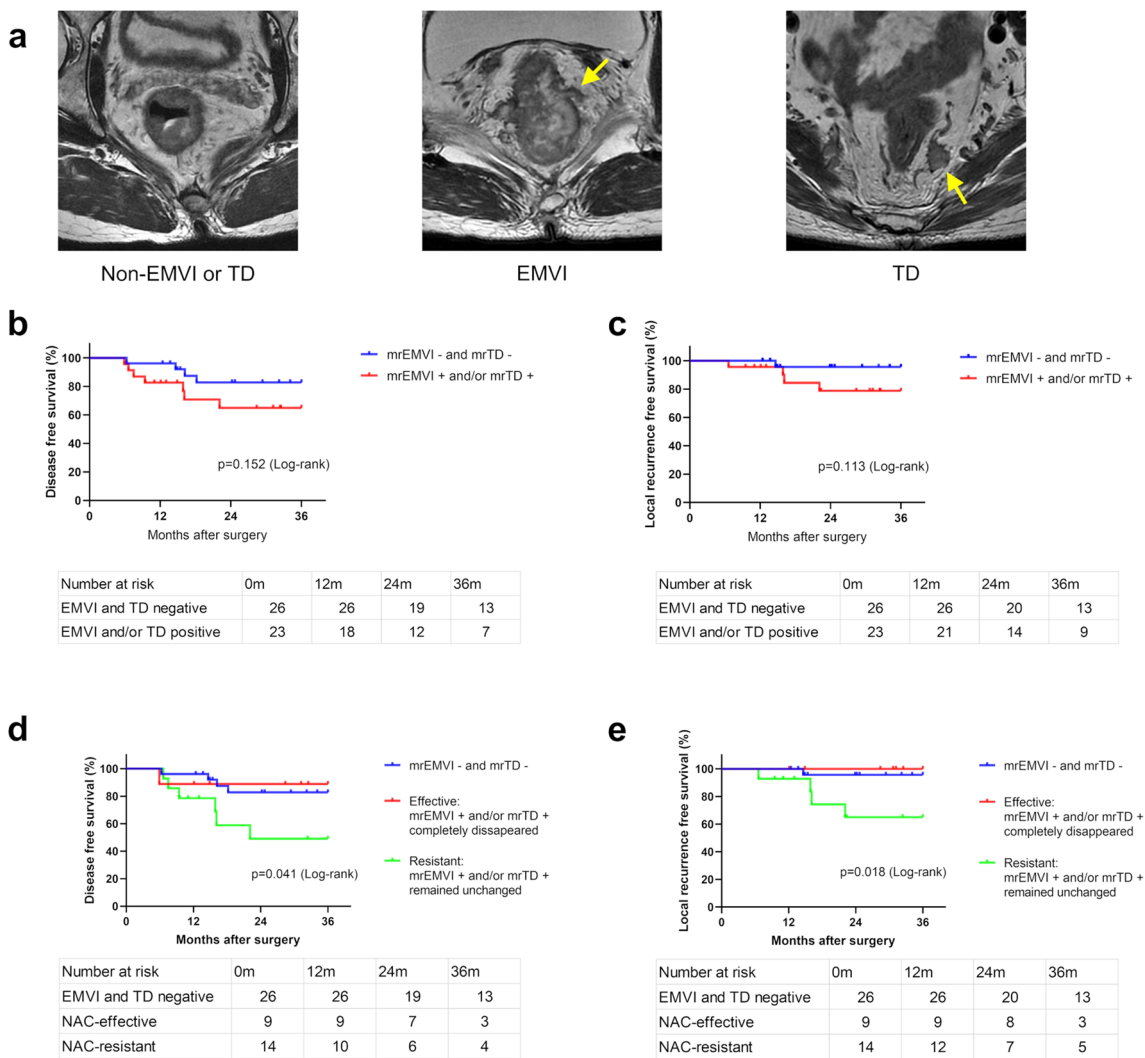 a
Non-EMVI or TD
EMVI
TD
b
Disease free survival (%)
100
80
60
40
20
0
0
12
24
36
Months after surgery
p=0.152 (Log-rank)
mrEMVI - and mrTD -
mrEMVI + and/or mrTD +
Number at risk 0m 12m 24m 36m
EMVI and TD negative 26 26 19 13
EMVI and/or TD positive 23 18 12 7
c
Local recurrence free survival (%)
100
80
60
40
20
0
0
12
24
36
Months after surgery
p=0.113 (Log-rank)
mrEMVI - and mrTD -
mrEMVI + and/or mrTD +
Number at risk 0m 12m 24m 36m
EMVI and TD negative 26 26 20 13
EMVI and/or TD positive 23 21 14 9
d
Disease free survival (%)
100
80
60
40
20
0
0
12
24
36
Months after surgery
p=0.041 (Log-rank)
mrEMVI - and mrTD -
Effective:
mrEMVI + and/or mrTD +
completely dissapeared
Resistant:
mrEMVI + and/or mrTD +
remained unchanged
Number at risk 0m 12m 24m 36m
EMVI and TD negative 26 26 19 13
NAC-effective 9 9 7 3
NAC-resistant 14 10 6 4
e
Local recurrence free survival (%)
100
80
60
40
20
0
0
12
24
36
Months after surgery
p=0.018 (Log-rank)
mrEMVI - and mrTD -
Effective:
mrEMVI + and/or mrTD +
completely disappeared
Resistant:
mrEMVI + and/or mrTD +
remained unchanged
Number at risk 0m 12m 24m 36m
EMVI and TD negative 26 26 20 13
NAC-effective 9 9 8 3
NAC-resistant 14 12 7 5